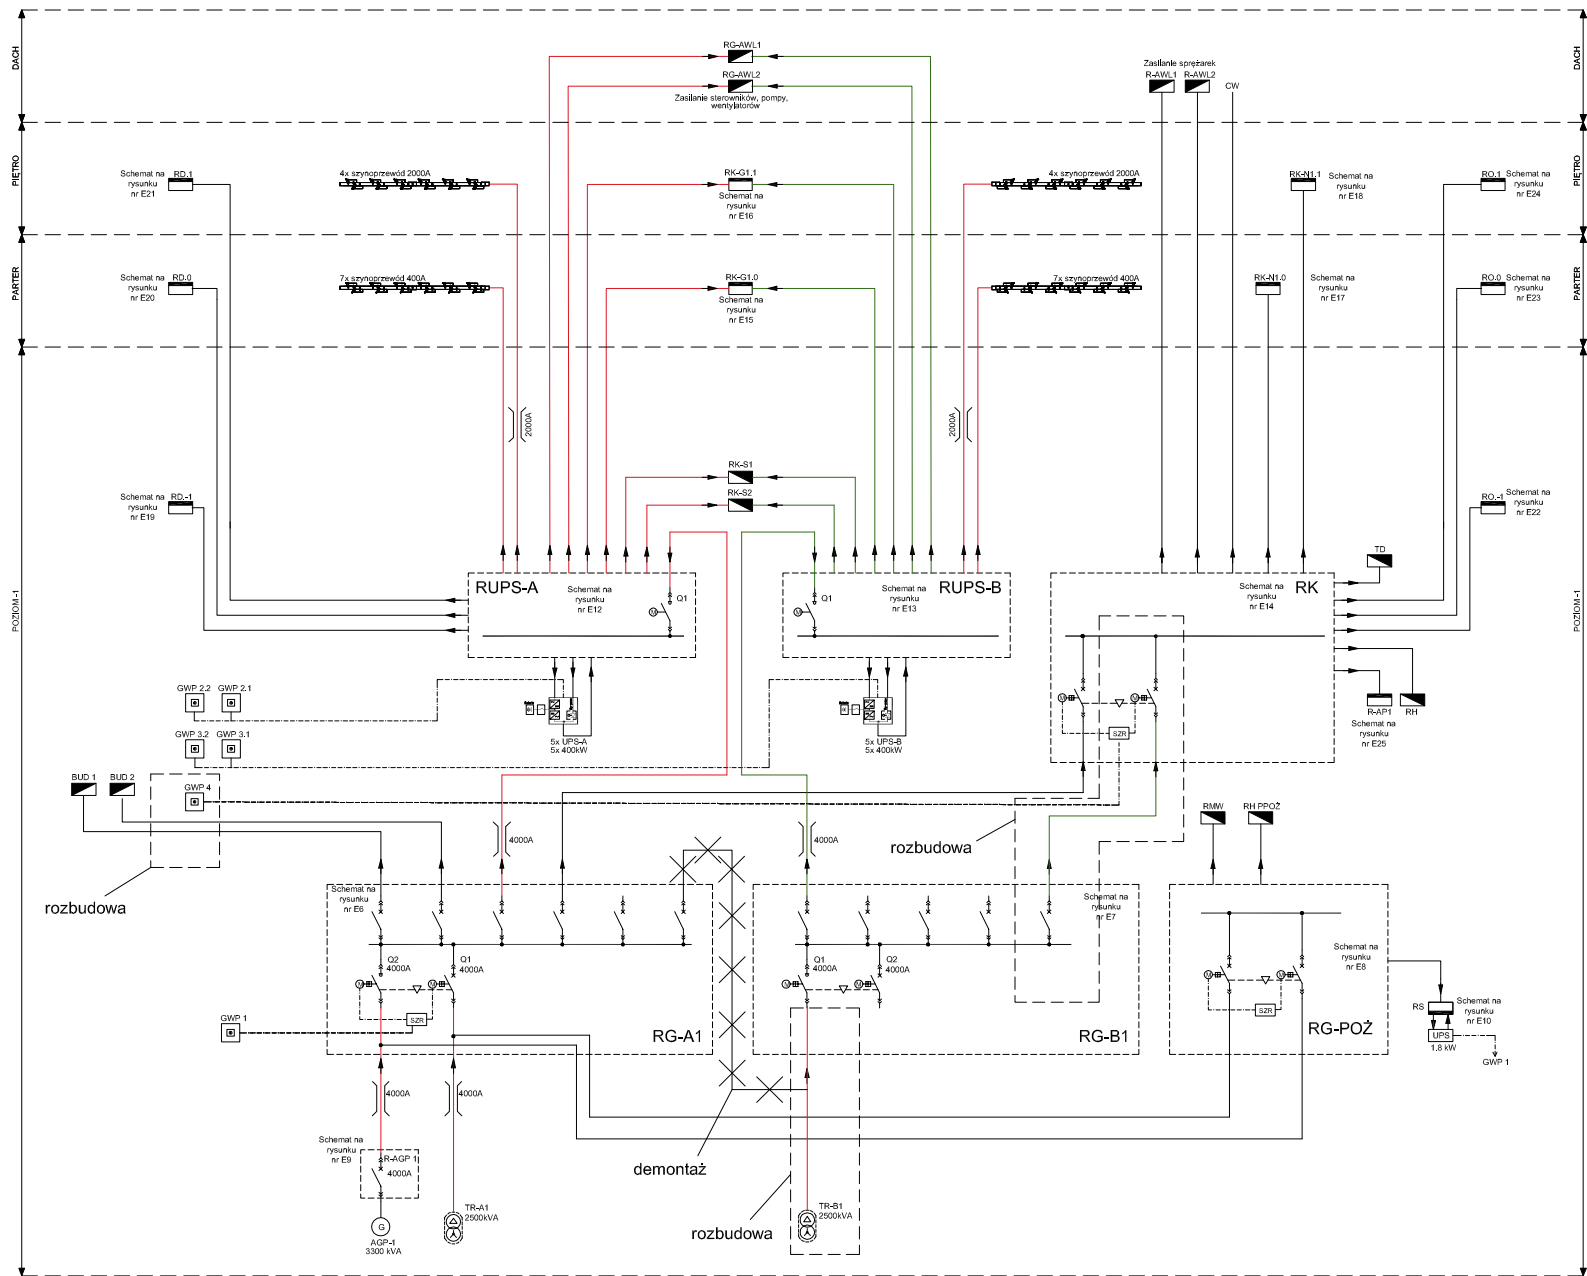 DACH
RG-AWL1
RG-AWL2
Zasilanie sterowników, pompy,
wentylatorów
Zasilanie sprężarek
R-AWL1
R-AWL2
CW
DACH
PIĘTRO
Schemat na
rysunku
nr E21
RD.1
4x szynoprzewód 2000A
RK-G1.1
Schemat na
rysunku
nr E16
4x szynoprzewód 2000A
RK-N1.1
Schemat na
rysunku
nr E18
RO.1
Schemat na
rysunku
nr E24
PIĘTRO
PARTER
Schemat na
rysunku
nr E20
RD.0
7x szynoprzewód 400A
RK-G1.0
Schemat na
rysunku
nr E15
7x szynoprzewód 400A
RK-N1.0
Schemat na
rysunku
nr E17
RO.0
Schemat na
rysunku
nr E23
PARTER
2000A
2000A
RK-S1
RK-S2
Schemat na
rysunku
nr E19
RD.-1
RO.-1
Schemat na
rysunku
nr E22
POZIOM -1
RUPS-A
Schemat na
rysunku
nr E12
M
Q1
Schemat na
rysunku
nr E13
RUPS-B
M
Q1
Schemat na
rysunku
nr E14
RK
TD
POZIOM -1
M
M
SZR
R-AP1
Schemat na
rysunku
nr E25
RH
GWP 2.2
GWP 2.1
GWP 3.2
GWP 3.1
5x UPS-A
5x 400kW
5x UPS-B
5x 400kW
BUD 1
BUD 2
GWP 4
rozbudowa
4000A
4000A
rozbudowa
RMW
RH PPOŻ
Schemat na
rysunku
nr E6
Q2
4000A
Q1
4000A
M
M
SZR
GWP 1
RG-A1
Schemat na
rysunku
nr E7
Q1
4000A
Q2
4000A
M
M
RG-B1
Schemat na
rysunku
nr E8
M
M
SZR
RG-POŻ
RS
Schemat na
rysunku
nr E10
UPS
1.8 kW
GWP 1
4000A
4000A
Schemat na
rysunku
nr E9
R-AGP 1
4000A
G
AGP-1
3300 kVA
TR-A1
2500kVA
demontaż
rozbudowa
TR-B1
2500kVA